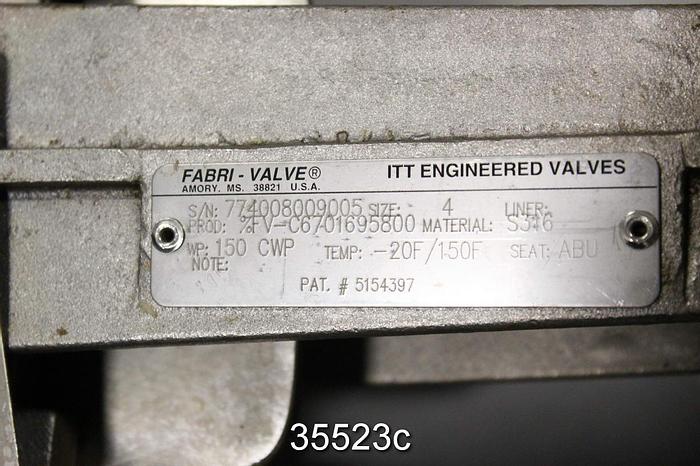 FABRI-VALVE® ITT ENGINEERED VALVES
AMORY, MS. 38821 U.S.A.
S/N: 774008009005 SIZE: 4 LINER:
PROD: %FV-C6701695800 MATERIAL: S316
WP: 150 CWP TEMP: -20F/150F SEAT: ABU
NOTE:
PAT. # 5154397
35523c